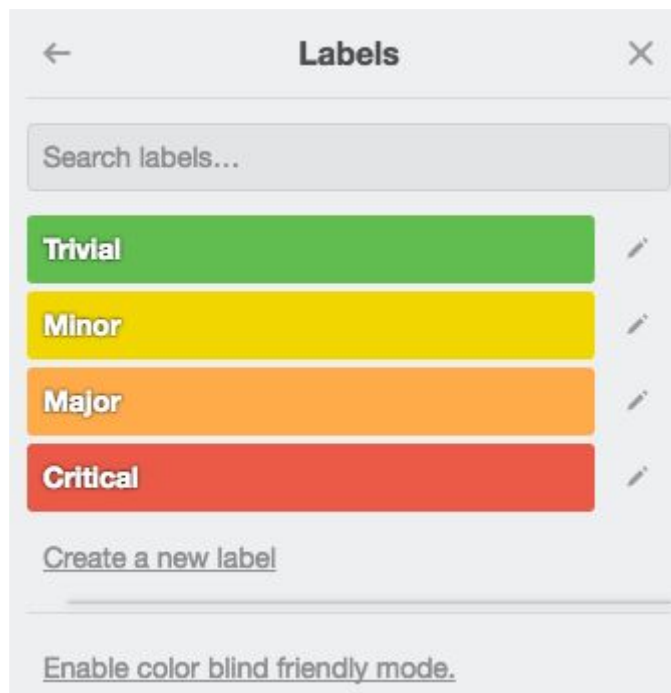 Labels
Search labels...
Trivial
Minor
Major
Critical
Create a new label
Enable color blind friendly mode.